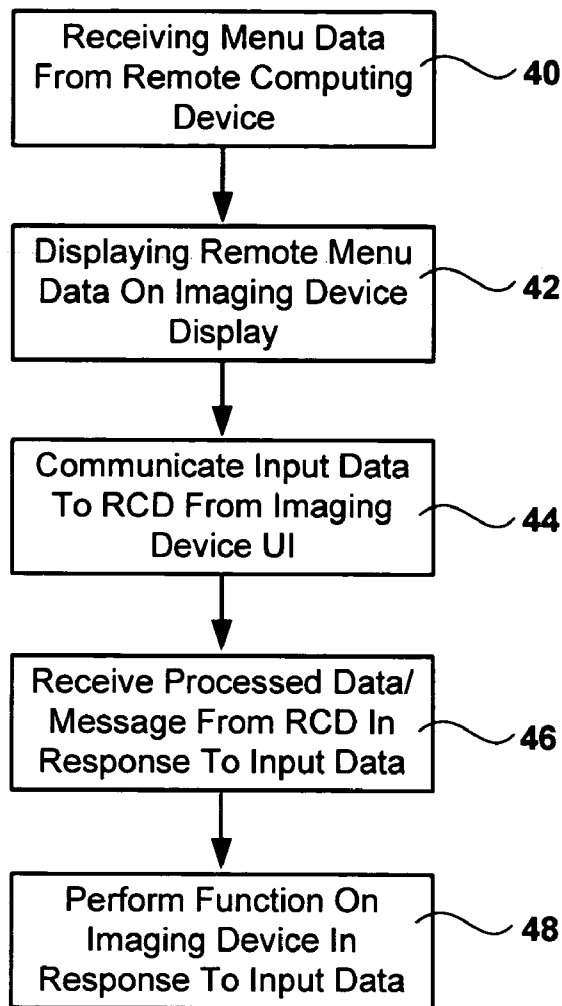 Receiving Menu Data
From Remote Computing
Device
40
Displaying Remote Menu
Data On Imaging Device
Display
42
Communicate Input Data
To RCD From Imaging
Device UI
44
Receive Processed Data/
Message From RCD In
Response To Input Data
46
Perform Function On
Imaging Device In
Response To Input Data
48